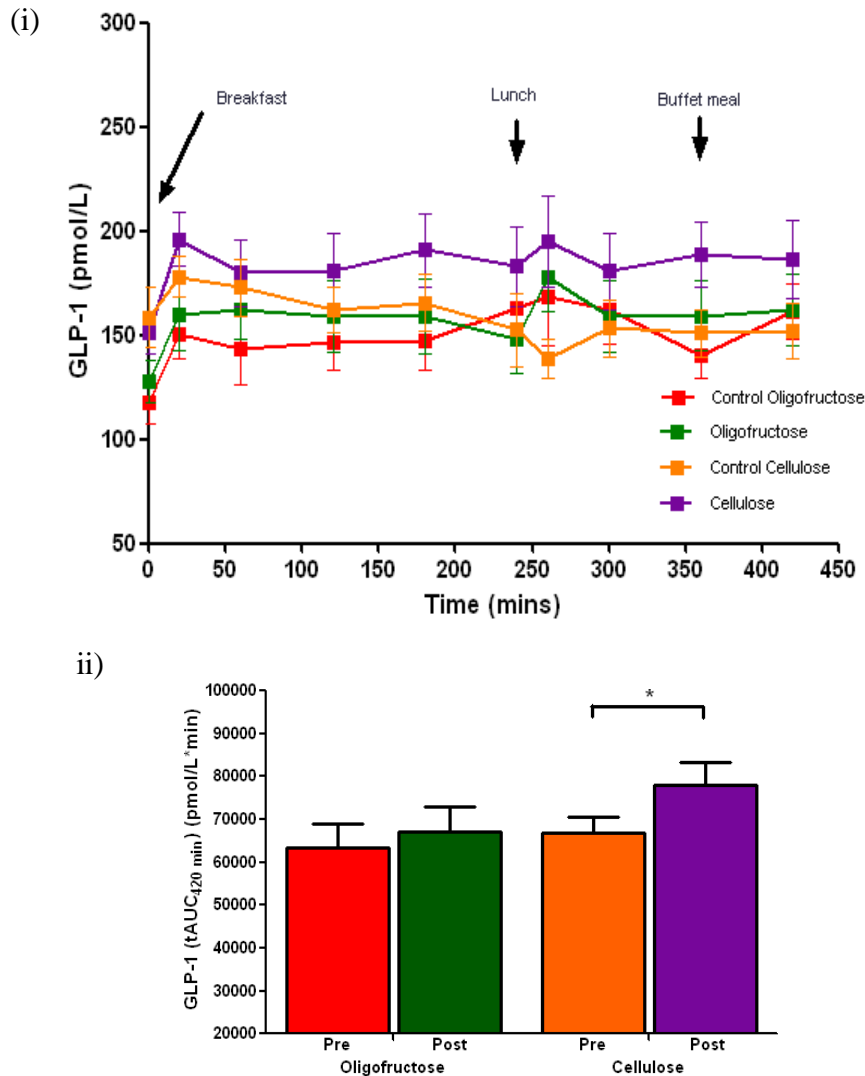 (i)
300
250
200
150
100
50
GLP-1 (pmol/L)
Breakfast
Lunch
Buffet meal
Control Oligofructose
Oligofructose
Control Cellulose
Cellulose
0 50 100 150 200 250 300 350 400 450
Time (mins)
ii)
100000
90000
80000
70000
60000
50000
40000
30000
20000
GLP-1 (tAUC420 min) (pmol/L*min)
*
Pre Post Pre Post
Oligofructose Cellulose